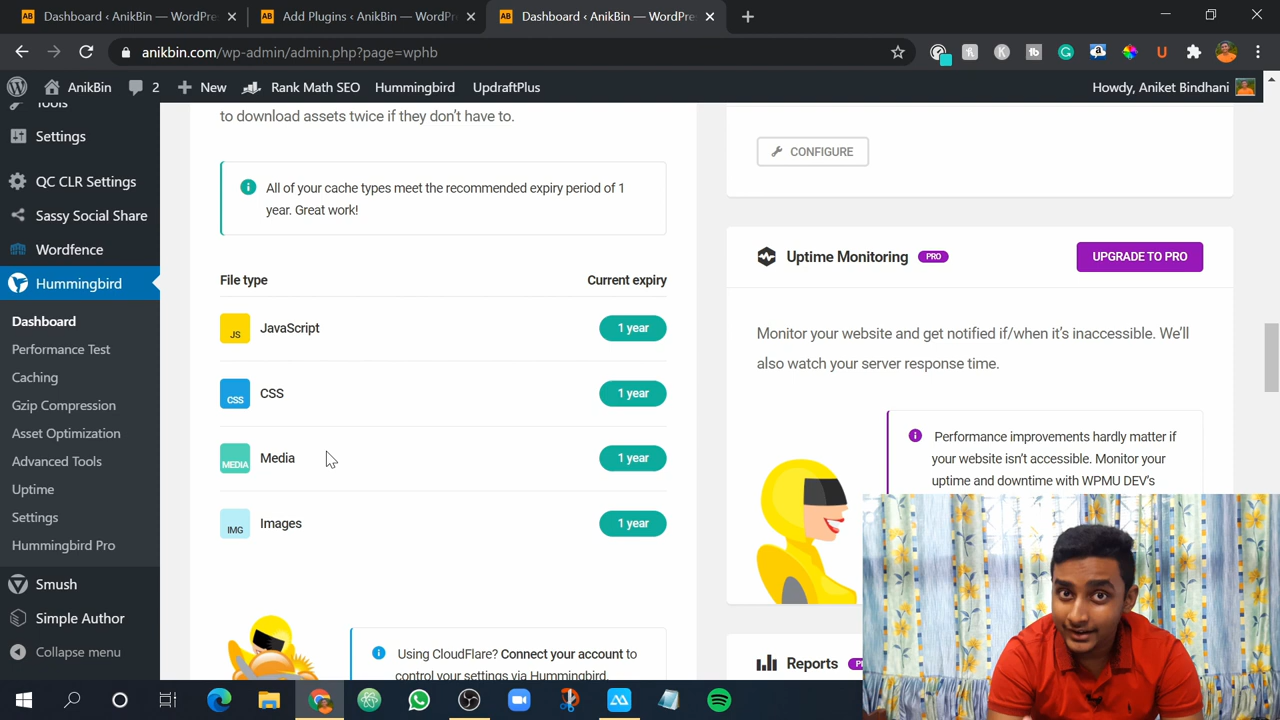 Dashboard ‹ AnikBin — WordPre
Add Plugins ‹ AnikBin — WordPr
Dashboard ‹ AnikBin — WordPre
anikbin.com/wp-admin/admin.php?page=wphb
AnikBin
2
New
Rank Math SEO
Hummingbird
UpdraftPlus
Howdy, Aniket Bindhani
Tools
Settings
QC CLR Settings
Sassy Social Share
Wordfence
Hummingbird
Dashboard
Performance Test
Caching
Gzip Compression
Asset Optimization
Advanced Tools
Uptime
Settings
Hummingbird Pro
Smush
Simple Author
Collapse menu
to download assets twice if they don't have to.
All of your cache types meet the recommended expiry period of 1
year. Great work!
File type
Current expiry
JS
JavaScript
1 year
CSS
CSS
1 year
MEDIA
Media
1 year
IMG
Images
1 year
Using CloudFlare? Connect your account to
control your settings via Hummingbird.
CONFIGURE
Uptime Monitoring
PRO
UPGRADE TO PRO
Monitor your website and get notified if/when it's inaccessible. We'll
also watch your server response time.
Performance improvements hardly matter if
your website isn't accessible. Monitor your
uptime and downtime with WPMU DEV's
Reports